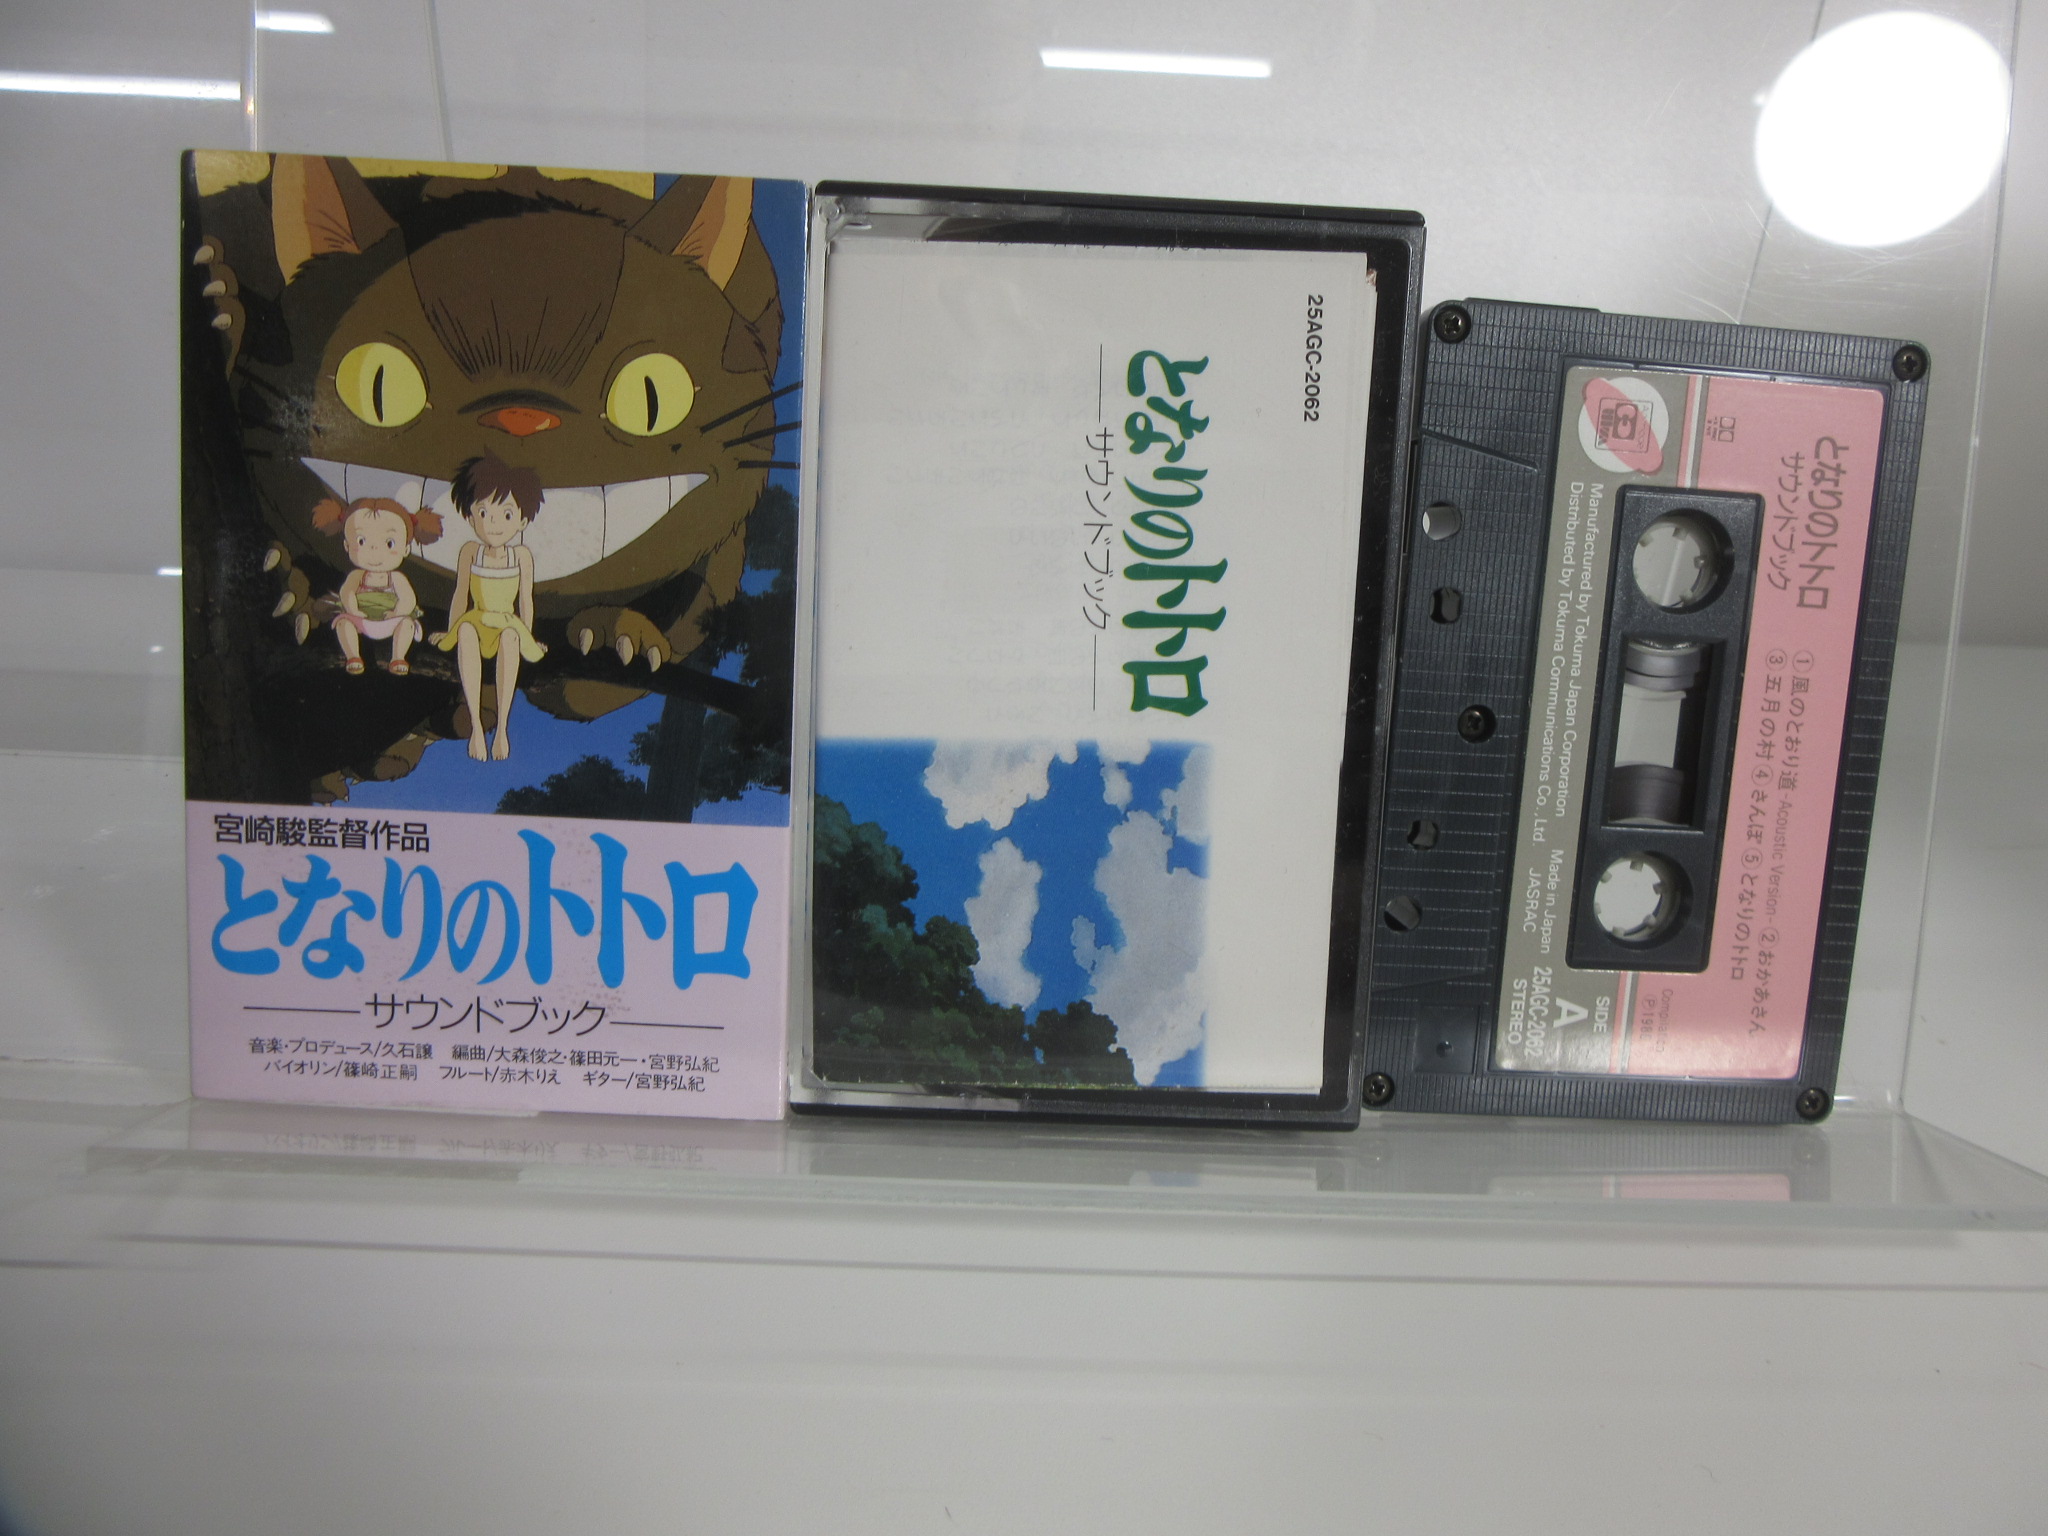 宮崎駿監督作品
となりのトトロ
サウンドブック
音楽・プロデュース/久石譲　編曲/大森俊之・篠田元一・宮野弘紀
バイオリン/篠崎正嗣　フルート/赤木りえ　ギター/宮野弘紀
25AGC-2062
となりのトトロ
サウンドブック
となりのトトロ
サウンドブック
①風のとおり道-Acoustic Version-②おかあさん
③五月の村④さんぽ⑤となりのトトロ
SIDE
A
25AGC-2062
STEREO
Manufactured by Tokuma Japan Corporation　Made in Japan
Distributed by Tokuma Communications Co., Ltd.　JASRAC